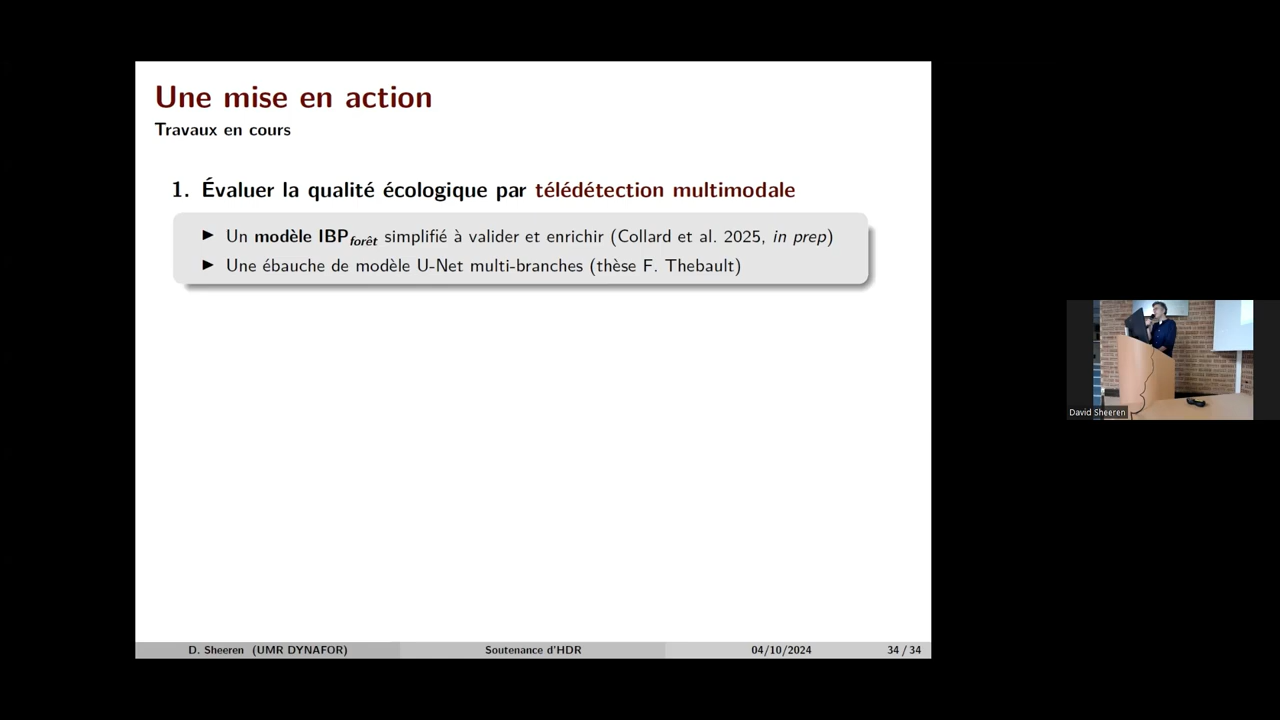 Une mise en action
Travaux en cours
1. Évaluer la qualité écologique par télédétection multimodale
▶ Un modèle IBPforêt simplifié à valider et enrichir (Collard et al. 2025, in prep)
▶ Une ébauche de modèle U-Net multi-branches (thèse F. Thebault)
David Sheeren
D. Sheeren (UMR DYNAFOR) Soutenance d'HDR 04/10/2024 34 / 34